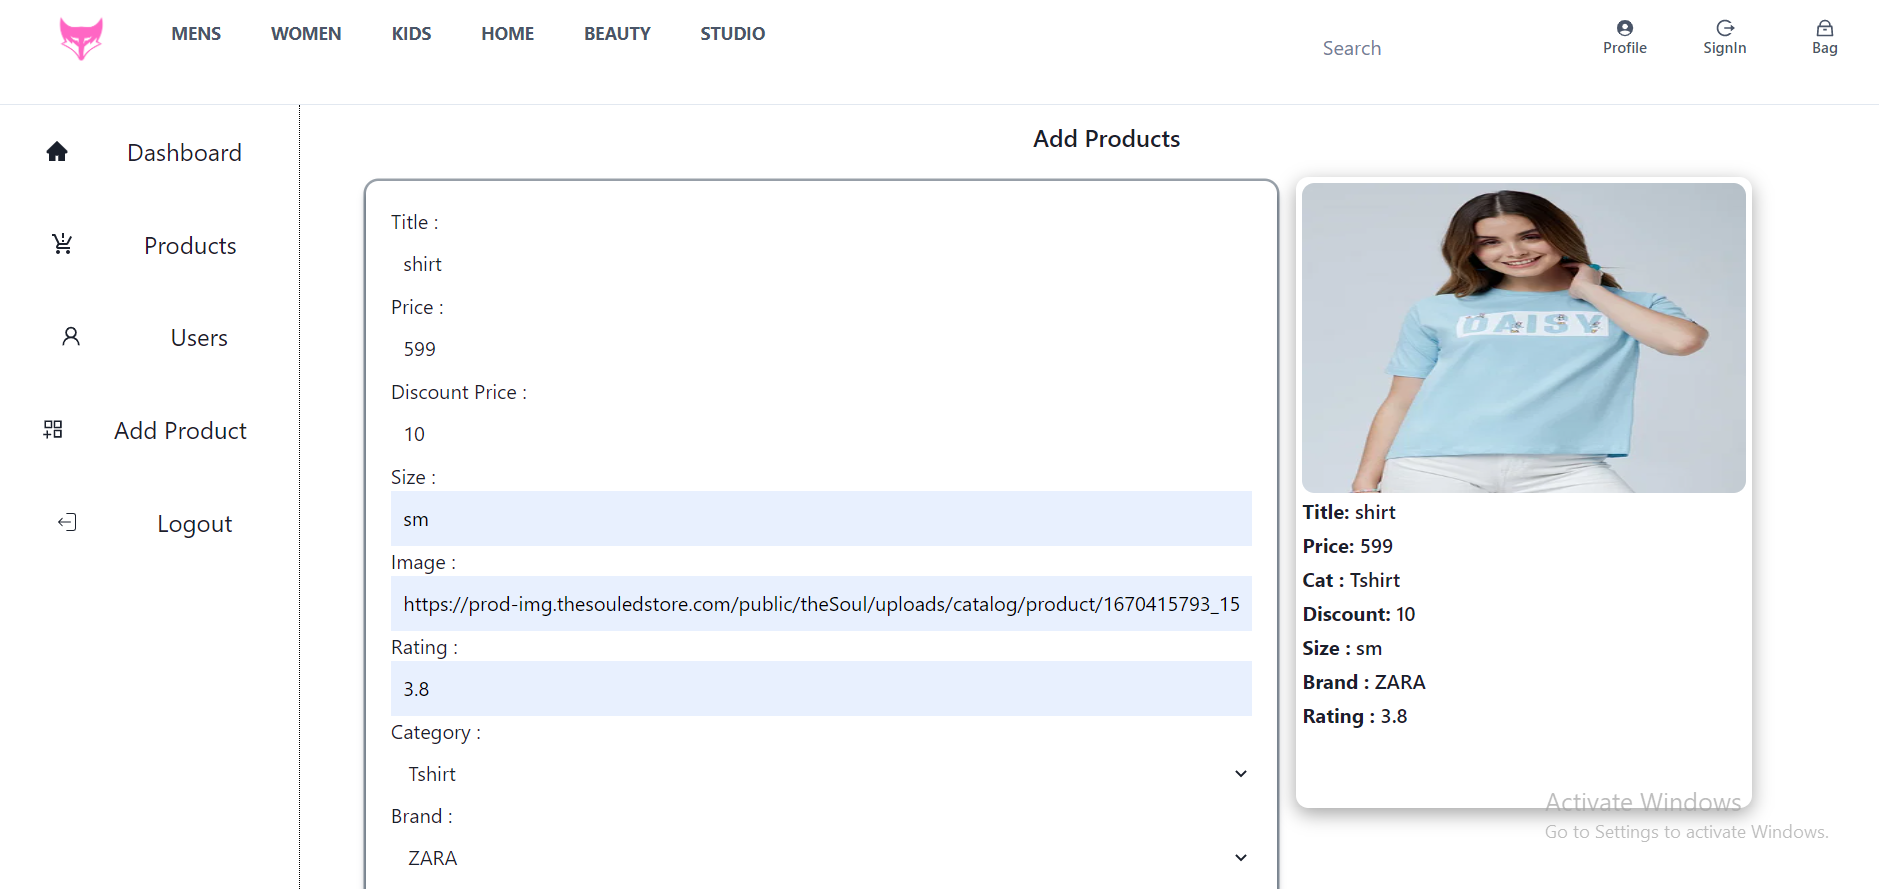 MENS WOMEN KIDS HOME BEAUTY STUDIO
Search
Profile SignIn Bag
Dashboard
Products
Users
Add Product
Logout
Add Products
Title :
shirt
Price :
599
Discount Price :
10
Size :
sm
Image :
https://prod-img.thesouledstore.com/public/theSoul/uploads/catalog/product/1670415793_15
Rating :
3.8
Category :
Tshirt
Brand :
ZARA
DAISY
Title: shirt
Price: 599
Cat : Tshirt
Discount: 10
Size : sm
Brand : ZARA
Rating : 3.8
Activate Windows
Go to Settings to activate Windows.